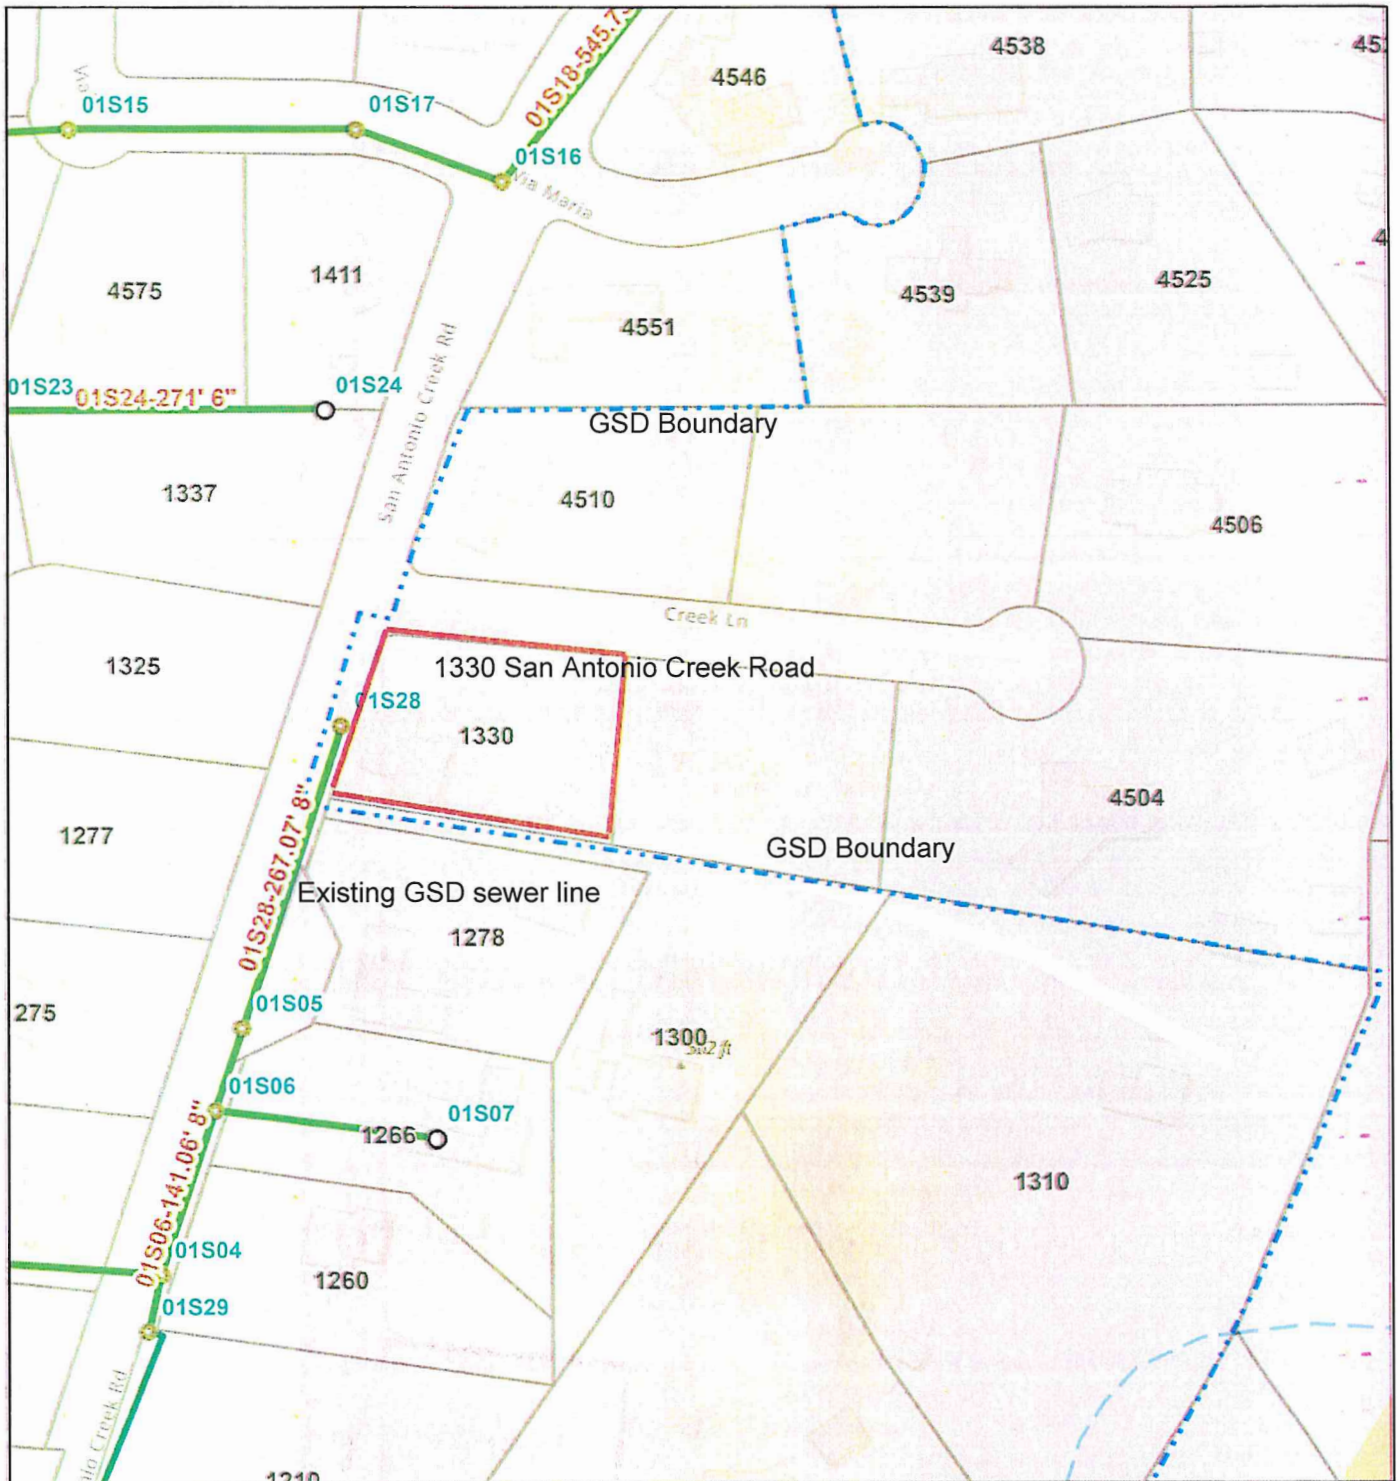 4538
4546
01S18-545.7
01S15
01S17
01S16
Via Maria
4575
1411
4551
4539
4525
San Antonio Creek Rd
01S23
01S24-271' 6"
01S24
GSD Boundary
1337
4510
4506
Creek Ln
1325
1330 San Antonio Creek Road
01S28
1330
1277
4504
GSD Boundary
01S28-267.07' 8"
Existing GSD sewer line
1278
275
01S05
1300
01S06
01S07
1266
1310
01S06-141.06' 8"
01S04
1260
01S29
Creek Rd
1210